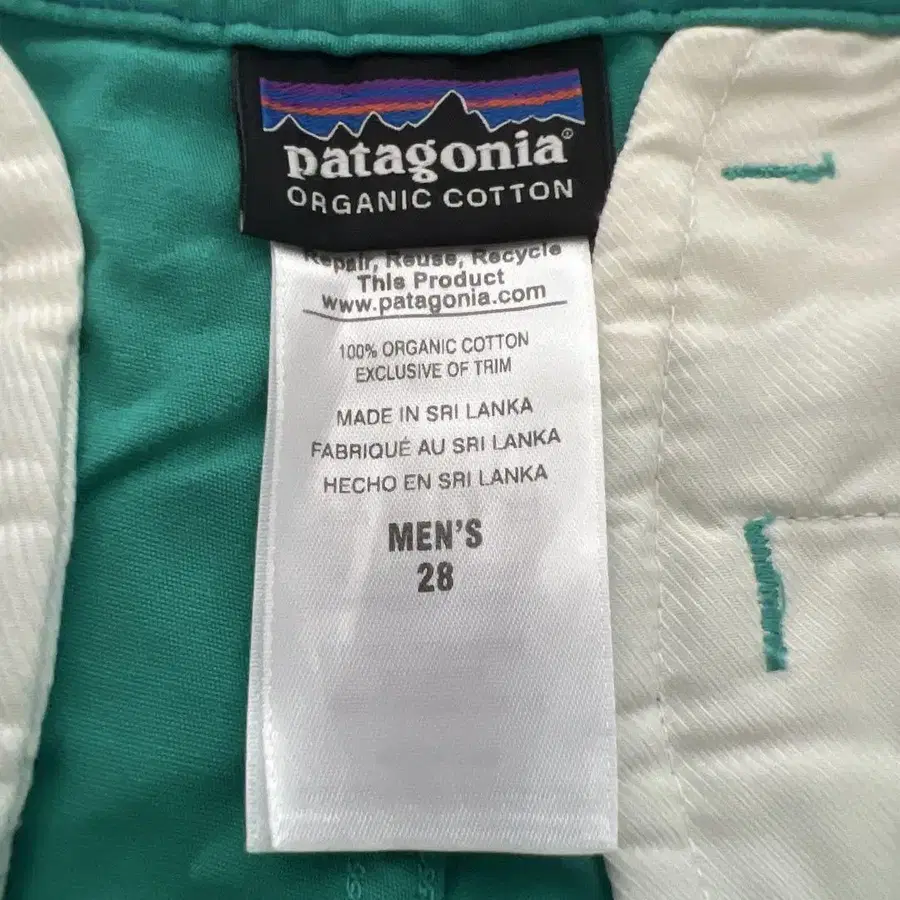 patagonia®
ORGANIC COTTON
Repair, Reuse, Recycle
This Product
www.patagonia.com
100% ORGANIC COTTON
EXCLUSIVE OF TRIM
MADE IN SRI LANKA
FABRIQUÉ AU SRI LANKA
HECHO EN SRI LANKA
MEN'S
28